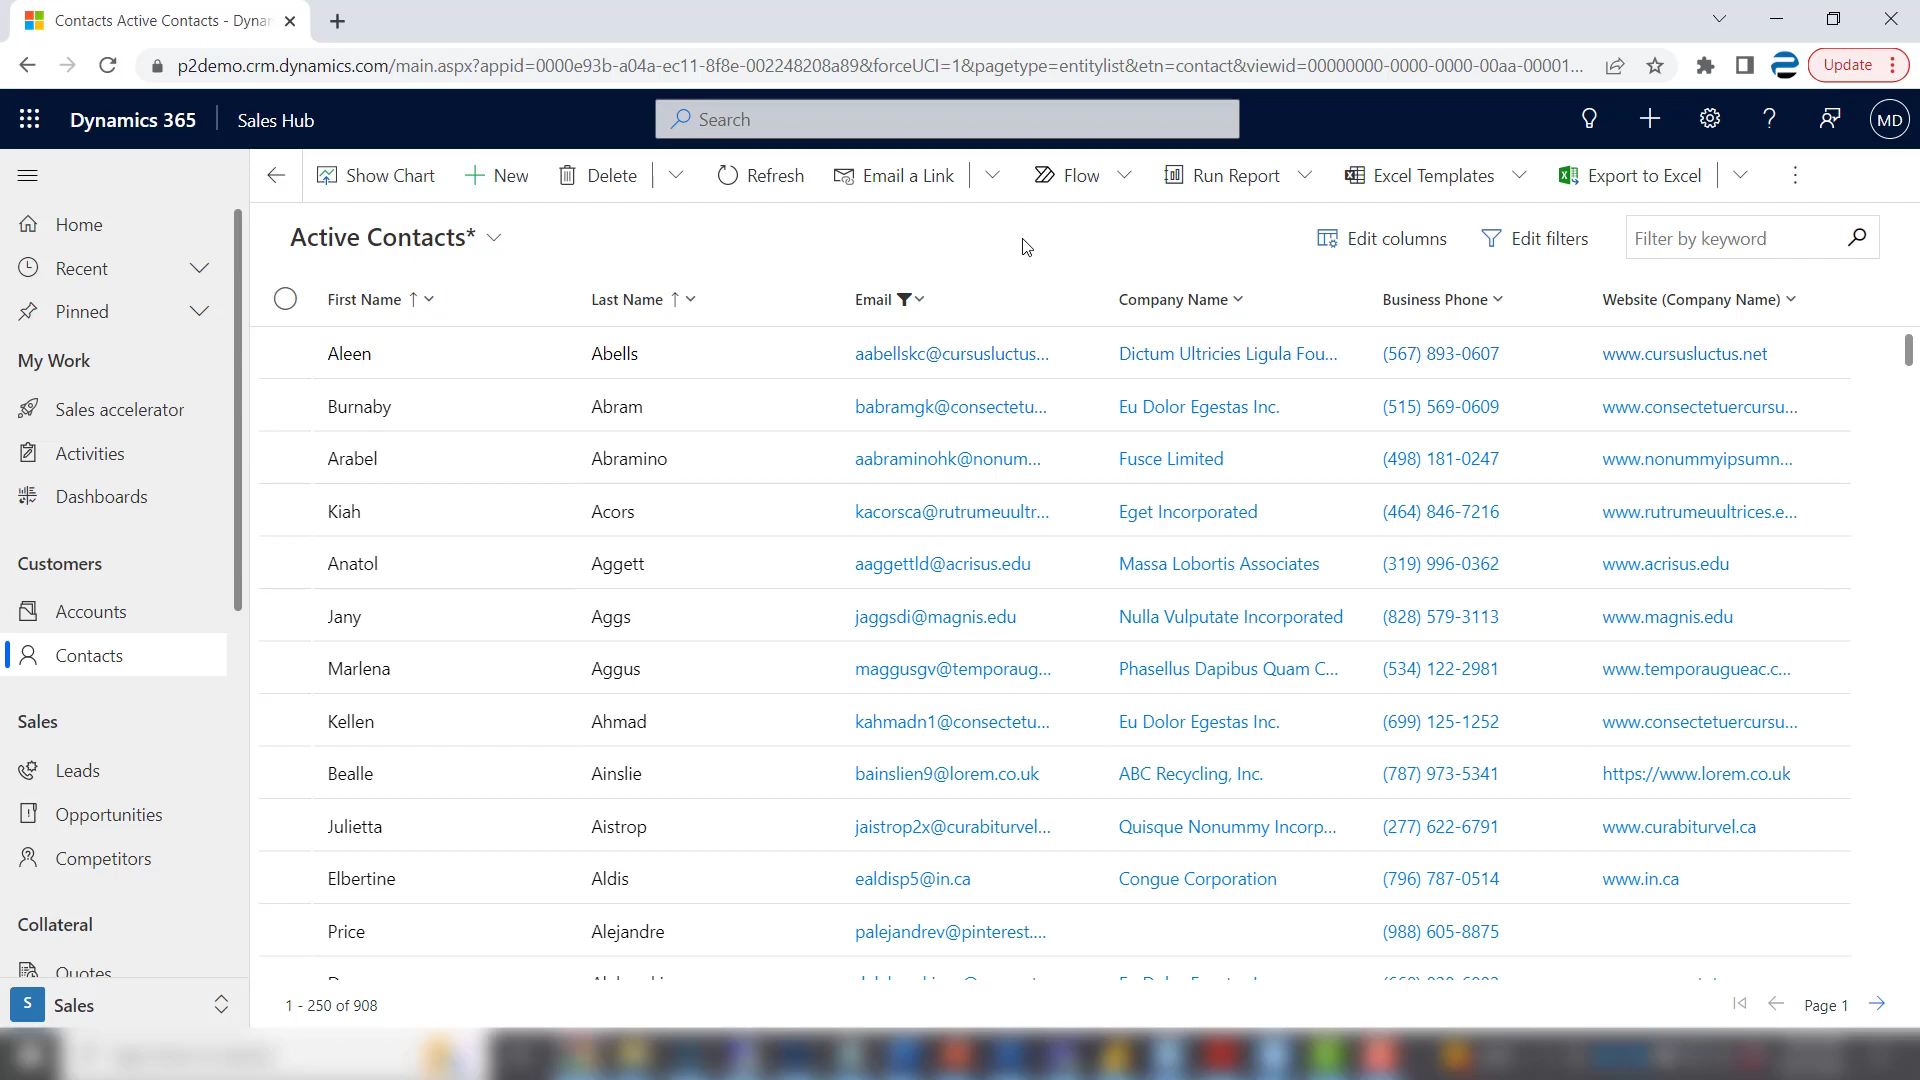 Contacts Active Contacts - Dynar
p2demo.crm.dynamics.com/main.aspx?appid=0000e93b-a04a-ec11-8f8e-002248208a89&forceUCI=1&pagetype=entitylist&etn=contact&viewid=00000000-0000-0000-00aa-00001...
Update
Dynamics 365
Sales Hub
Search
MD
Show Chart
New
Delete
Refresh
Email a Link
Flow
Run Report
Excel Templates
Export to Excel
Home
Recent
Pinned
My Work
Sales accelerator
Activities
Dashboards
Customers
Accounts
Contacts
Sales
Leads
Opportunities
Competitors
Collateral
Quotes
S Sales
Active Contacts*
Edit columns
Edit filters
Filter by keyword
First Name Last Name Email Company Name Business Phone Website (Company Name)
Aleen Abells aabellskc@cursusluctus... Dictum Ultricies Ligula Fou... (567) 893-0607 www.cursusluctus.net
Burnaby Abram babramgk@consectetu... Eu Dolor Egestas Inc. (515) 569-0609 www.consectetuercursu...
Arabel Abramino aabraminohk@nonum... Fusce Limited (498) 181-0247 www.nonummyipsumn...
Kiah Acors kacorsca@rutrumeuultr... Eget Incorporated (464) 846-7216 www.rutrumeuultrices.e...
Anatol Aggett aaggettld@acrisus.edu Massa Lobortis Associates (319) 996-0362 www.acrisus.edu
Jany Aggs jaggsdi@magnis.edu Nulla Vulputate Incorporated (828) 579-3113 www.magnis.edu
Marlena Aggus maggusgv@temporaug... Phasellus Dapibus Quam C... (534) 122-2981 www.temporaugueac.c...
Kellen Ahmad kahmadn1@consectetu... Eu Dolor Egestas Inc. (699) 125-1252 www.consectetuercursu...
Bealle Ainslie bainslien9@lorem.co.uk ABC Recycling, Inc. (787) 973-5341 https://www.lorem.co.uk
Julietta Aistrop jaistrop2x@curabiturvel... Quisque Nonummy Incorp... (277) 622-6791 www.curabiturvel.ca
Elbertine Aldis ealdisp5@in.ca Congue Corporation (796) 787-0514 www.in.ca
Price Alejandre palejandrev@pinterest.... (988) 605-8875
1 - 250 of 908
Page 1